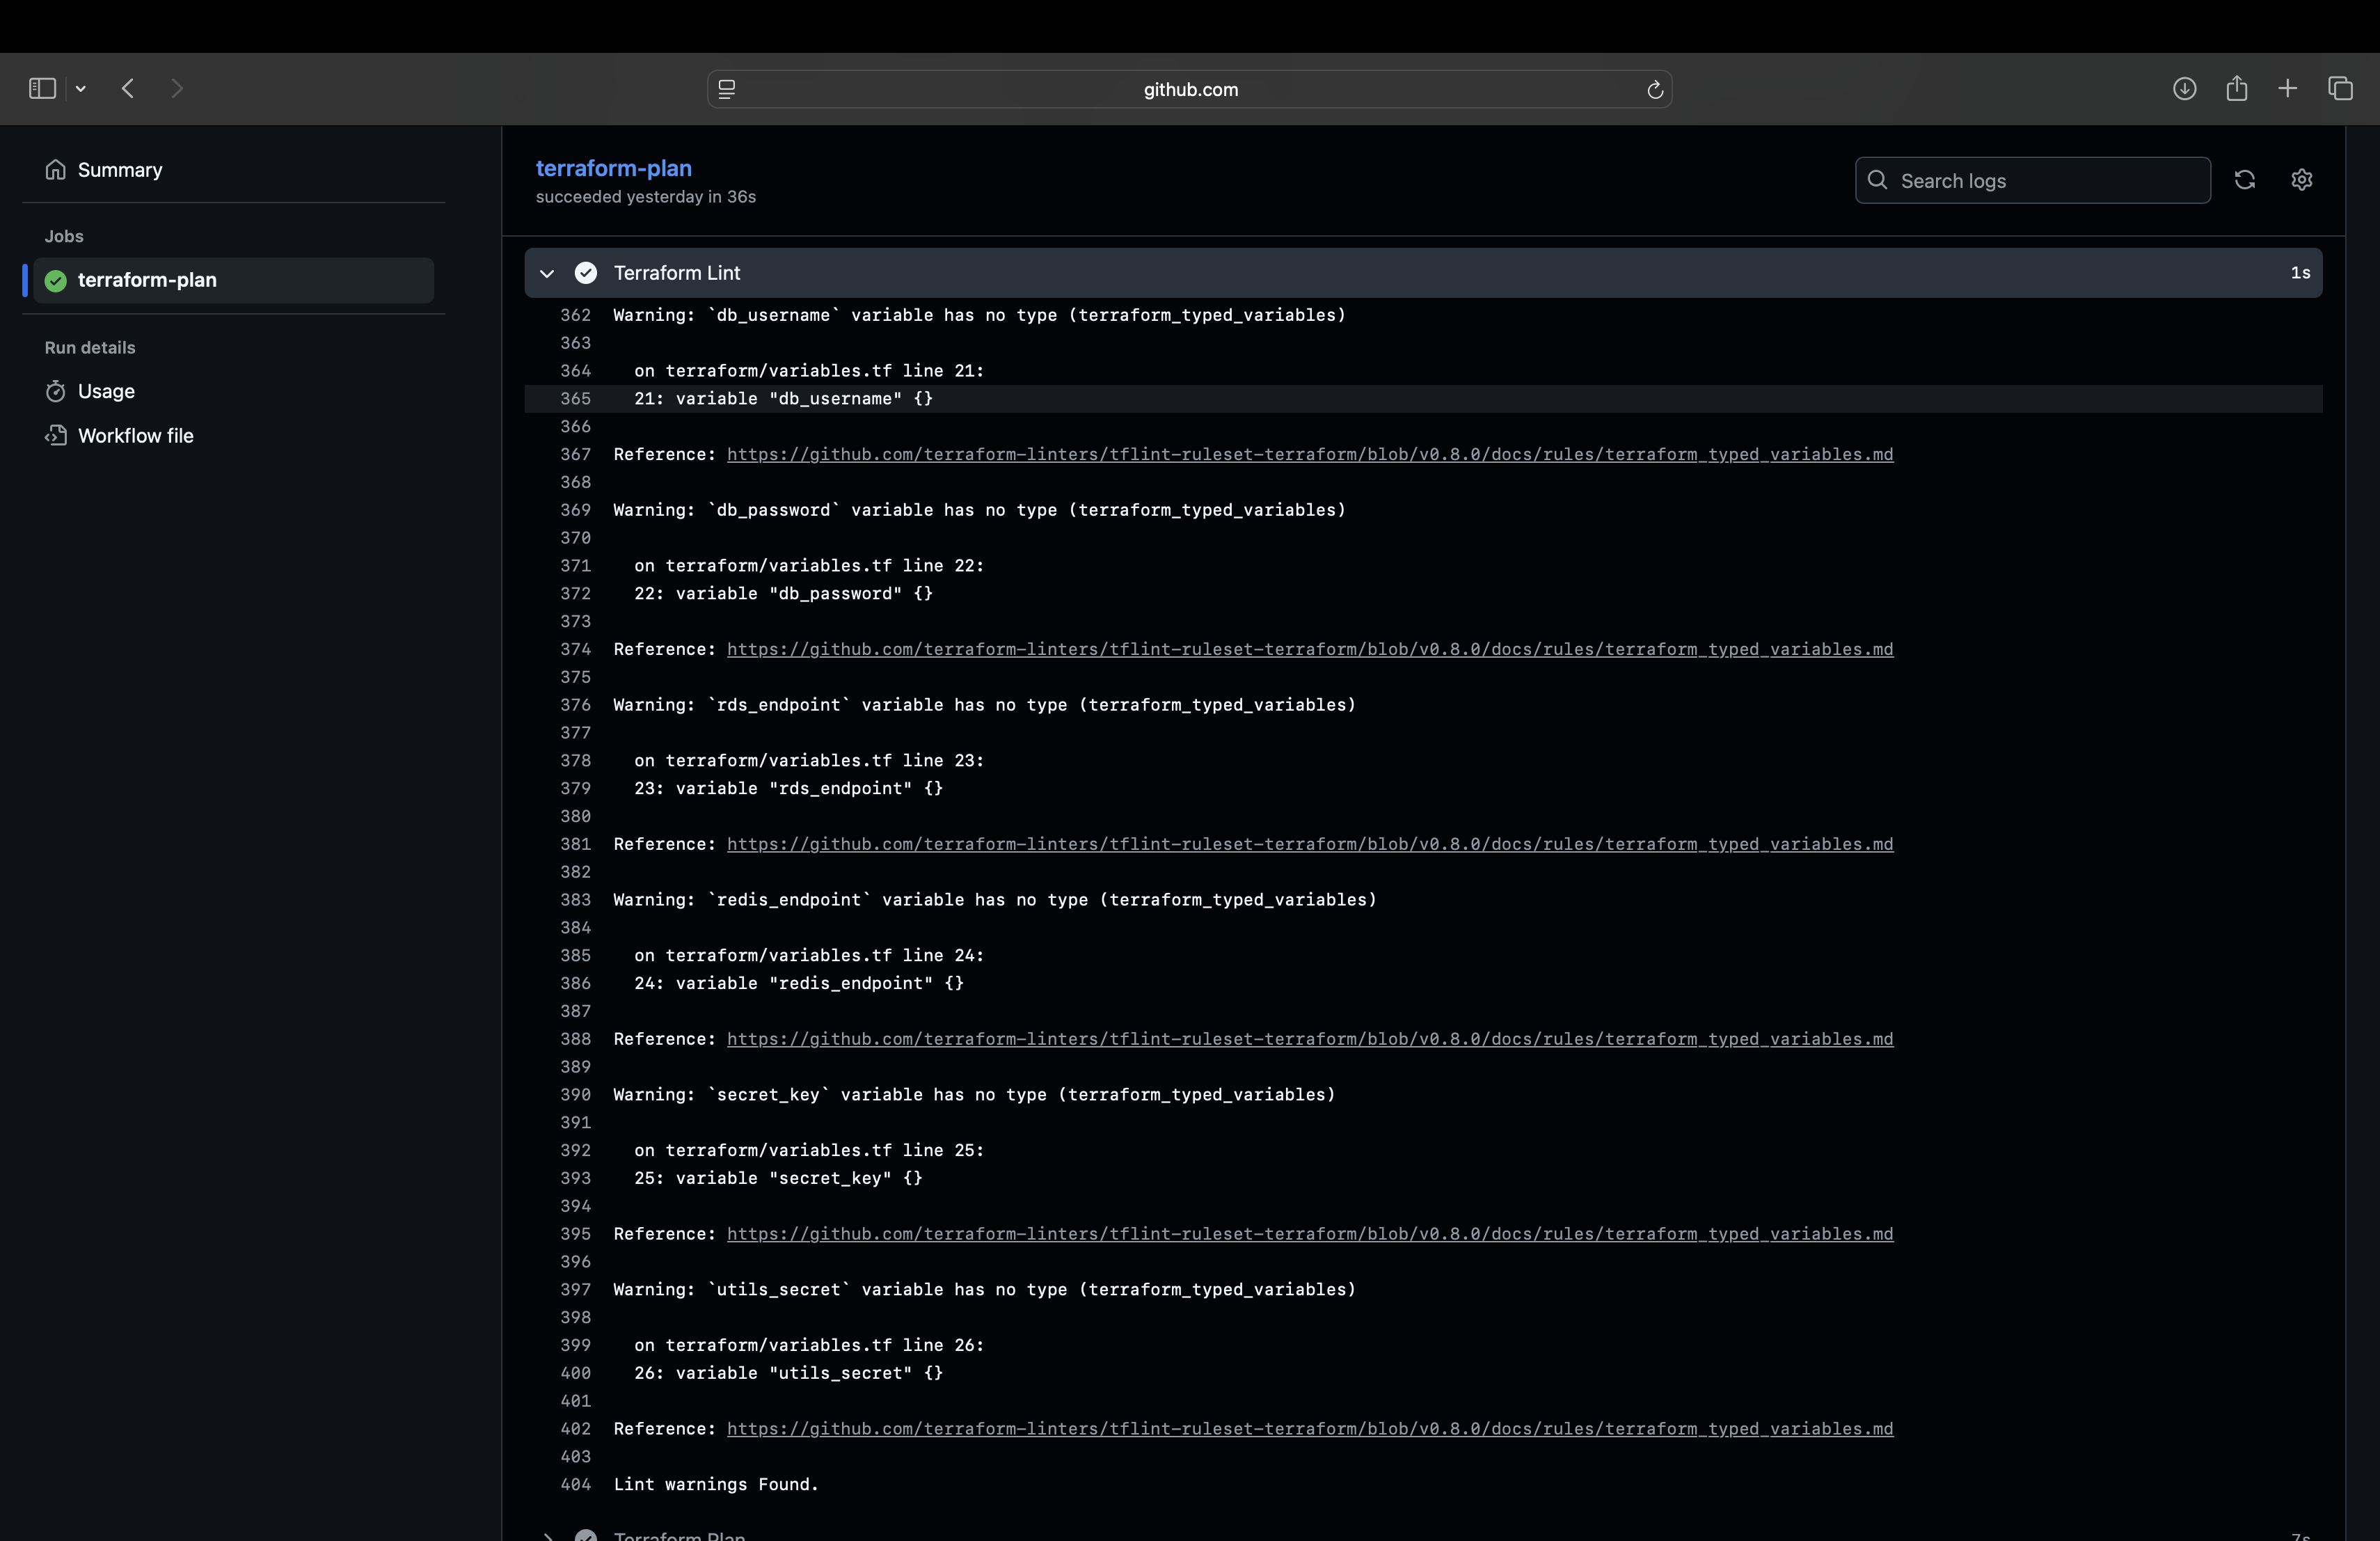 github.com
Summary
Jobs
terraform-plan
Run details
Usage
Workflow file
terraform-plan
succeeded yesterday in 36s
Search logs
Terraform Lint 1s
362 Warning: `db_username` variable has no type (terraform_typed_variables)
363
364 on terraform/variables.tf line 21:
365 21: variable "db_username" {}
366
367 Reference: https://github.com/terraform-linters/tflint-ruleset-terraform/blob/v0.8.0/docs/rules/terraform_typed_variables.md
368
369 Warning: `db_password` variable has no type (terraform_typed_variables)
370
371 on terraform/variables.tf line 22:
372 22: variable "db_password" {}
373
374 Reference: https://github.com/terraform-linters/tflint-ruleset-terraform/blob/v0.8.0/docs/rules/terraform_typed_variables.md
375
376 Warning: `rds_endpoint` variable has no type (terraform_typed_variables)
377
378 on terraform/variables.tf line 23:
379 23: variable "rds_endpoint" {}
380
381 Reference: https://github.com/terraform-linters/tflint-ruleset-terraform/blob/v0.8.0/docs/rules/terraform_typed_variables.md
382
383 Warning: `redis_endpoint` variable has no type (terraform_typed_variables)
384
385 on terraform/variables.tf line 24:
386 24: variable "redis_endpoint" {}
387
388 Reference: https://github.com/terraform-linters/tflint-ruleset-terraform/blob/v0.8.0/docs/rules/terraform_typed_variables.md
389
390 Warning: `secret_key` variable has no type (terraform_typed_variables)
391
392 on terraform/variables.tf line 25:
393 25: variable "secret_key" {}
394
395 Reference: https://github.com/terraform-linters/tflint-ruleset-terraform/blob/v0.8.0/docs/rules/terraform_typed_variables.md
396
397 Warning: `utils_secret` variable has no type (terraform_typed_variables)
398
399 on terraform/variables.tf line 26:
400 26: variable "utils_secret" {}
401
402 Reference: https://github.com/terraform-linters/tflint-ruleset-terraform/blob/v0.8.0/docs/rules/terraform_typed_variables.md
403
404 Lint warnings Found.
Terraform Plan 7s